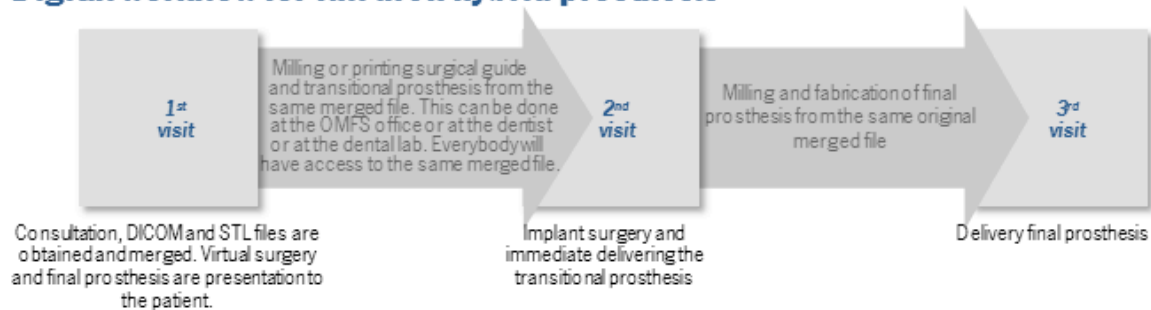 1st
visit
Milling or printing surgical guide
and transitional prosthesis from the
same merged file. This can be done
at the OMFS office or at the dentist
or at the dental lab. Everybody will
have access to the same merged file.
2nd
visit
Milling and fabrication of final
prosthesis from the same original
merged file
3rd
visit
Consultation, DICOM and STL files are
obtained and merged. Virtual surgery
and final prosthesis are presentation to
the patient.
Implant surgery and
immediate delivering the
transitional prosthesis
Delivery final prosthesis